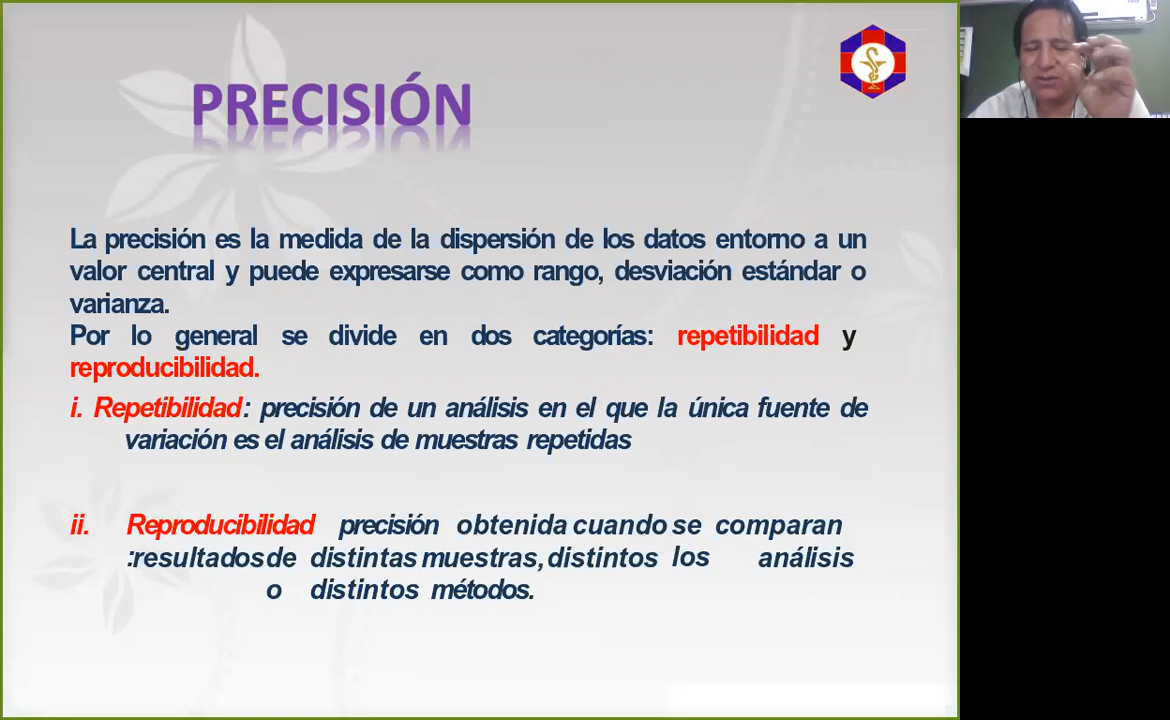 PRECISIÓN
La precisión es la medida de la dispersión de los datos entorno a un
valor central y puede expresarse como rango, desviación estándar o
varianza.
Por lo general se divide en dos categorías: repetibilidad y
reproducibilidad.
i. Repetibilidad: precisión de un análisis en el que la única fuente de
variación es el análisis de muestras repetidas
ii. Reproducibilidad precisión obtenida cuando se comparan
:resultados de distintas muestras, distintos los análisis
o distintos métodos.